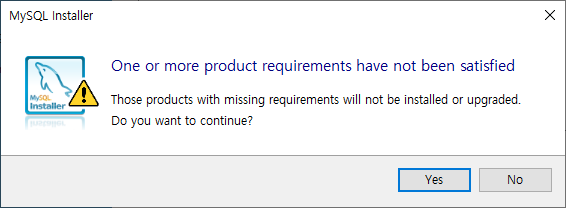 MySQL Installer
One or more product requirements have not been satisfied
MySQL
Installer
Those products with missing requirements will not be installed or upgraded.
Do you want to continue?
Yes
No